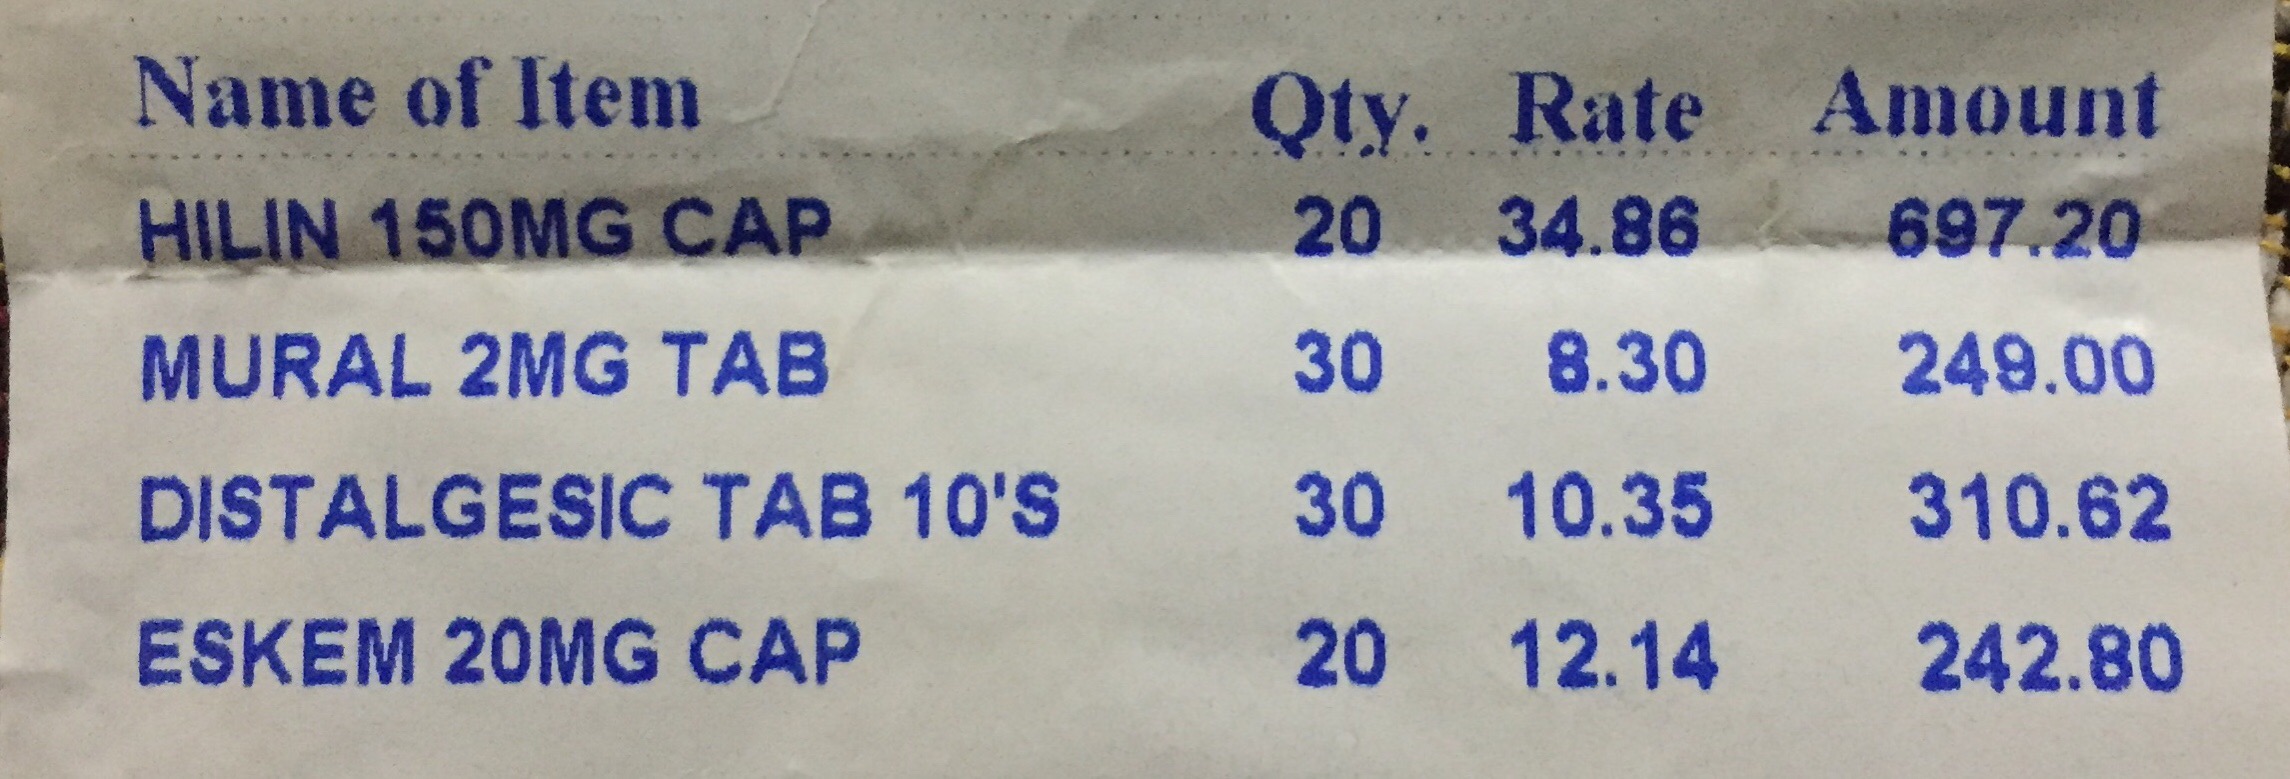 Name of Item Qty. Rate Amount
HILIN 150MG CAP 20 34.86 697.20
MURAL 2MG TAB 30 8.30 249.00
DISTALGESIC TAB 10'S 30 10.35 310.62
ESKEM 20MG CAP 20 12.14 242.80